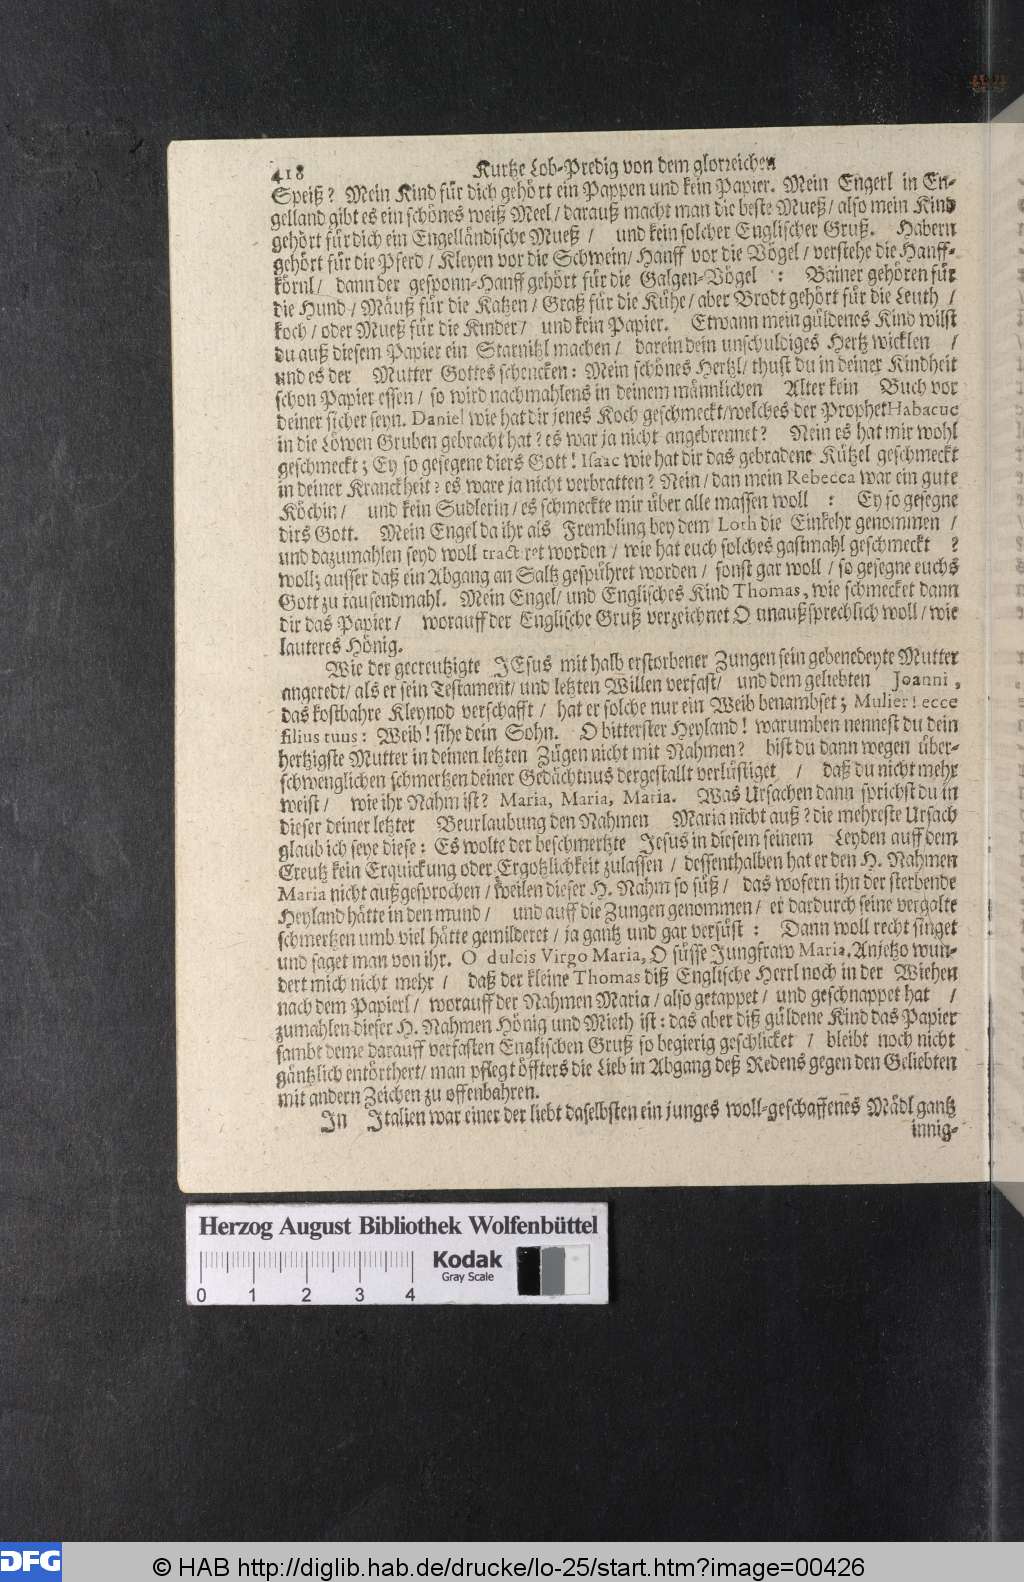 418 Kurtze Lob-Predig von dem glorreichen
Speiß? Mein Kind für dich gehört ein Pappen und kein Papier. Mein Engerl in En-
gelland gibt es ein schönes weiß Meel / darauß macht man die beste Mueß / also mein Kind
gehört für dich ein Engelländische Mueß / und kein solcher Englischer Gruß. Habern
gehört für die Pferd / Kleyen vor die Schwein / Hanff vor die Vögel / verstehe die Hanff-
körnl / dann der gesponn-Hanff gehört für die Galgen-Vögel : Bainer gehören für
die Hund / Mäuß für die Katzen / Graß für die Kühe / aber Brodt gehört für die Leuth /
koch / oder Mueß für die Kinder / und kein Papier. Etwann mein güldenes Kind wilst
du auß diesem Papier ein Starnitzl machen / darein dein unschuldiges Hertz wicklen /
und es der Mutter Gottes schencken: Mein schönes Hertzl / thust du in deiner Kindheit
schon Papier essen / so wird nachmahlens in deinem männlichen Alter kein Buch vor
deiner sicher seyn. Daniel wie hat dir jenes Koch geschmeckt / welches der Prophet Habacuc
in die Löwen Gruben gebracht hat? es war ja nicht angebrennet? Nein es hat mir wohl
geschmeckt; Ey so gesegene diers Gott! Isaac wie hat dir das gebradene Kützel geschmeckt
in deiner Kranckheit? es ware ja nicht verbratten? Nein / dan mein Rebecca war ein gute
Köchin / und kein Sudlerin / es schmeckte mir über alle massen woll : Ey so gesegne
dirs Gott. Mein Engel da ihr als Frembling bey dem Loth die Einkehr genommen /
und dazumahlen seyd woll tractiret worden / wie hat euch solches gastmahl geschmeckt ?
woll; ausser daß ein Abgang an Saltz gespühret worden / sonst gar woll / so gesegne euchs
Gott zu tausendmahl. Mein Engel / und Englisches Kind Thomas, wie schmecket dann
dir das Papier / worauff der Englische Gruß verzeichnet O unaußsprechlich woll / wie
lauteres Hönig.
Wie der gecreutzigte JEsus mit halb erstorbener Zungen sein gebenedeyte Mutter
angeredt / als er sein Testament / und letzten Willen verfast / und dem geliebten Joanni,
das kostbahre Kleynod verschafft / hat er solche nur ein Weib benambset; Mulier! ecce
filius tuus: Weib! sihe dein Sohn. O bitterster Heyland! warumben nennest du dein
hertzigste Mutter in deinen letzten Zügen nicht mit Nahmen? bist du dann wegen über-
schwenglichen schmertzen deiner Gedächtnus dergestallt verlüstiget / daß du nicht mehr
weist / wie ihr Nahm ist? Maria, Maria, Maria. Was Ursachen dann sprichst du in
dieser deiner letzter Beurlaubung den Nahmen Maria nicht auß? die mehreste Ursach
glaub ich seye diese: Es wolte der beschmertzte Jesus in diesem seinem Leyden auff dem
Creutz kein Erquickung oder Ergötzlichkeit zulassen / dessenthalben hat er den H. Nahmen
Maria nicht außgesprochen / weilen dieser H. Nahm so süß / das wofern ihn der sterbende
Heyland hätte in den mund / und auff die Zungen genommen / er dardurch seine vergalte
schmertzen umb viel hätte gemilderet / ja gantz und gar versüst : Dann woll recht singet
und saget man von ihr. O dulcis Virgo Maria, O süsse Jungfraw Maria. Anjetzo wun-
dert mich nicht mehr / daß der kleine Thomas diß Englische Herrl noch in der Wiehen
nach dem Papierl / worauff der Nahmen Maria / also getappet / und geschnappet hat /
zumahlen dieser H. Nahmen Hönig und Mieth ist: das aber diß güldene Kind das Papier
sambt deme darauff verfasten Englischen Gruß so begierig geschlicket / bleibt noch nicht
gäntzlich entörthert / man pflegt öffters die Lieb in Abgang deß Redens gegen den Geliebten
mit andern Zeichen zu offenbahren.
In Italien war einer der liebt daselbsten ein junges woll-geschaffenes Mädl gantz
innig-
Herzog August Bibliothek Wolfenbüttel
Kodak
Gray Scale
0 1 2 3 4
DFG © HAB http://diglib.hab.de/drucke/lo-25/start.htm?image=00426